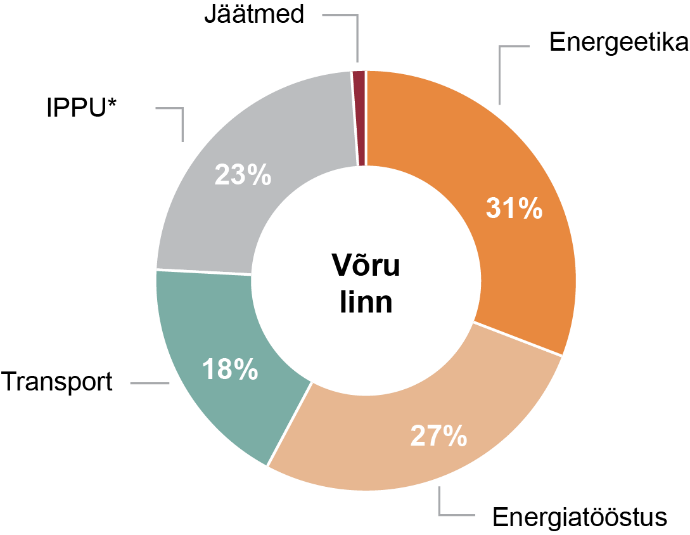 Jäätmed
Energeetika
IPPU*
23%
31%
Võru
linn
18%
Transport
27%
Energiatööstus